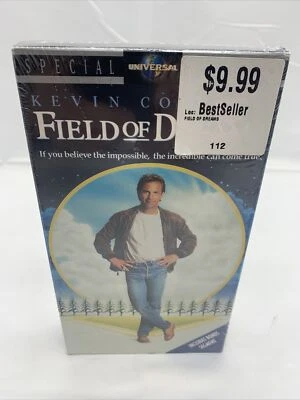 SPECIAL
UNIVERSAL
$9.99
Les: BestSeller
FIELD OF DREAMS
112
KEVIN CO
FIELD OF D
If you believe the impossible, the incredible can come true.